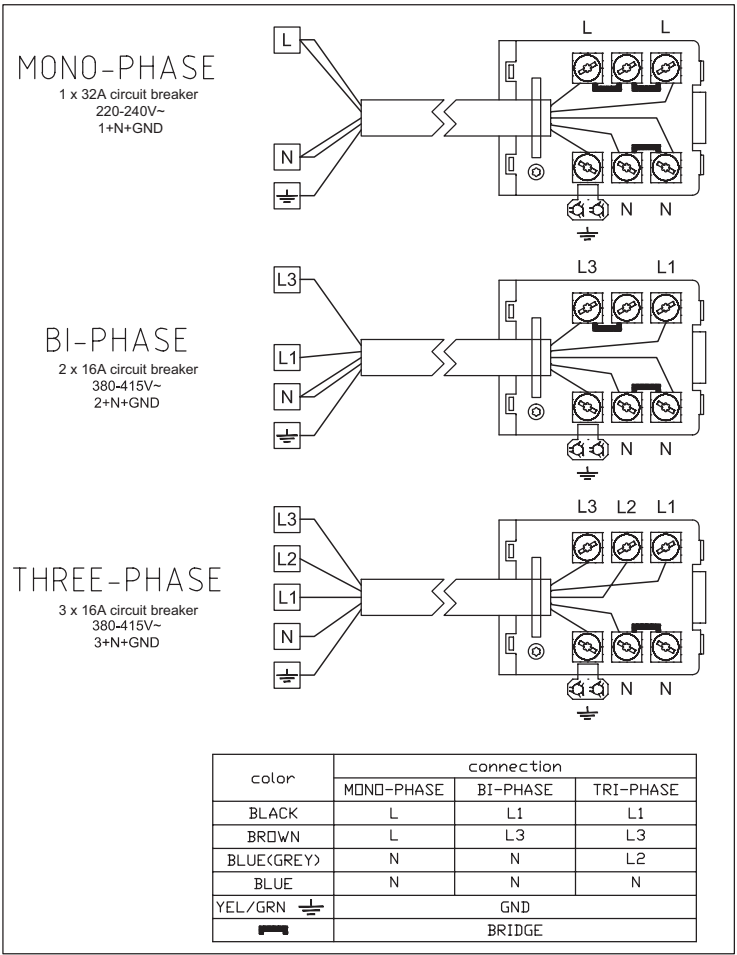 MONO-PHASE
1 x 32A circuit breaker
220-240V~
1+N+GND
L
N
L L
N N
BI-PHASE
2 x 16A circuit breaker
380-415V~
2+N+GND
L3
L1
N
L3 L1
N N
THREE-PHASE
3 x 16A circuit breaker
380-415V~
3+N+GND
L3
L2
L1
N
L3 L2 L1
N N
color connection
MONO-PHASE BI-PHASE TRI-PHASE
BLACK L L1 L1
BROWN L L3 L3
BLUE(GREY) N N L2
BLUE N N N
YEL/GRN GND
BRIDGE